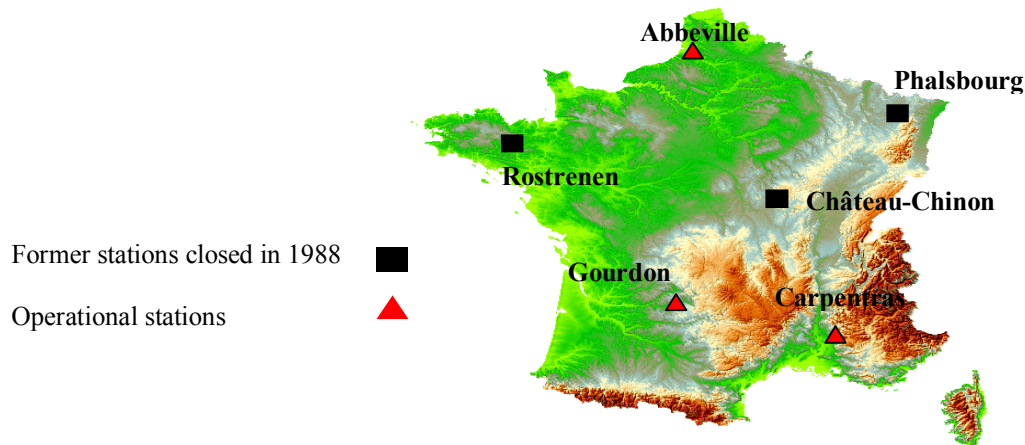 Abbeville
Phalsbourg
Rostrenen
Château-Chinon
Former stations closed in 1988
Gourdon
Carpentras
Operational stations